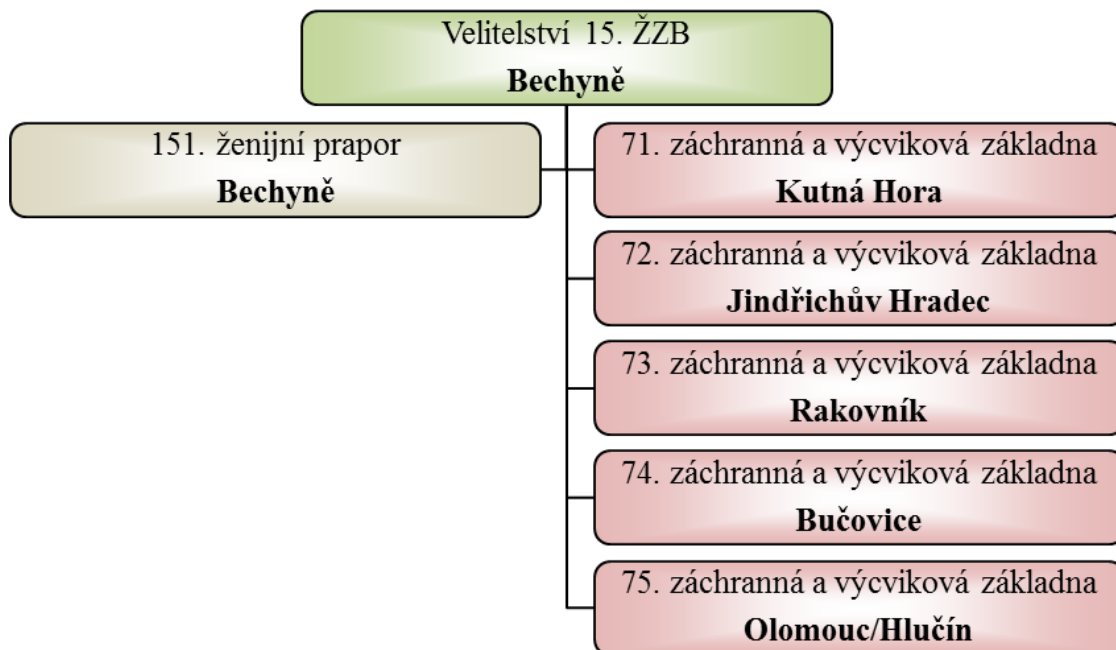 Velitelství 15. ŽZB
Bechyně
151. ženijní prapor
Bechyně
71. záchranná a výcviková základna
Kutná Hora
72. záchranná a výcviková základna
Jindřichův Hradec
73. záchranná a výcviková základna
Rakovník
74. záchranná a výcviková základna
Bučovice
75. záchranná a výcviková základna
Olomouc/Hlučín